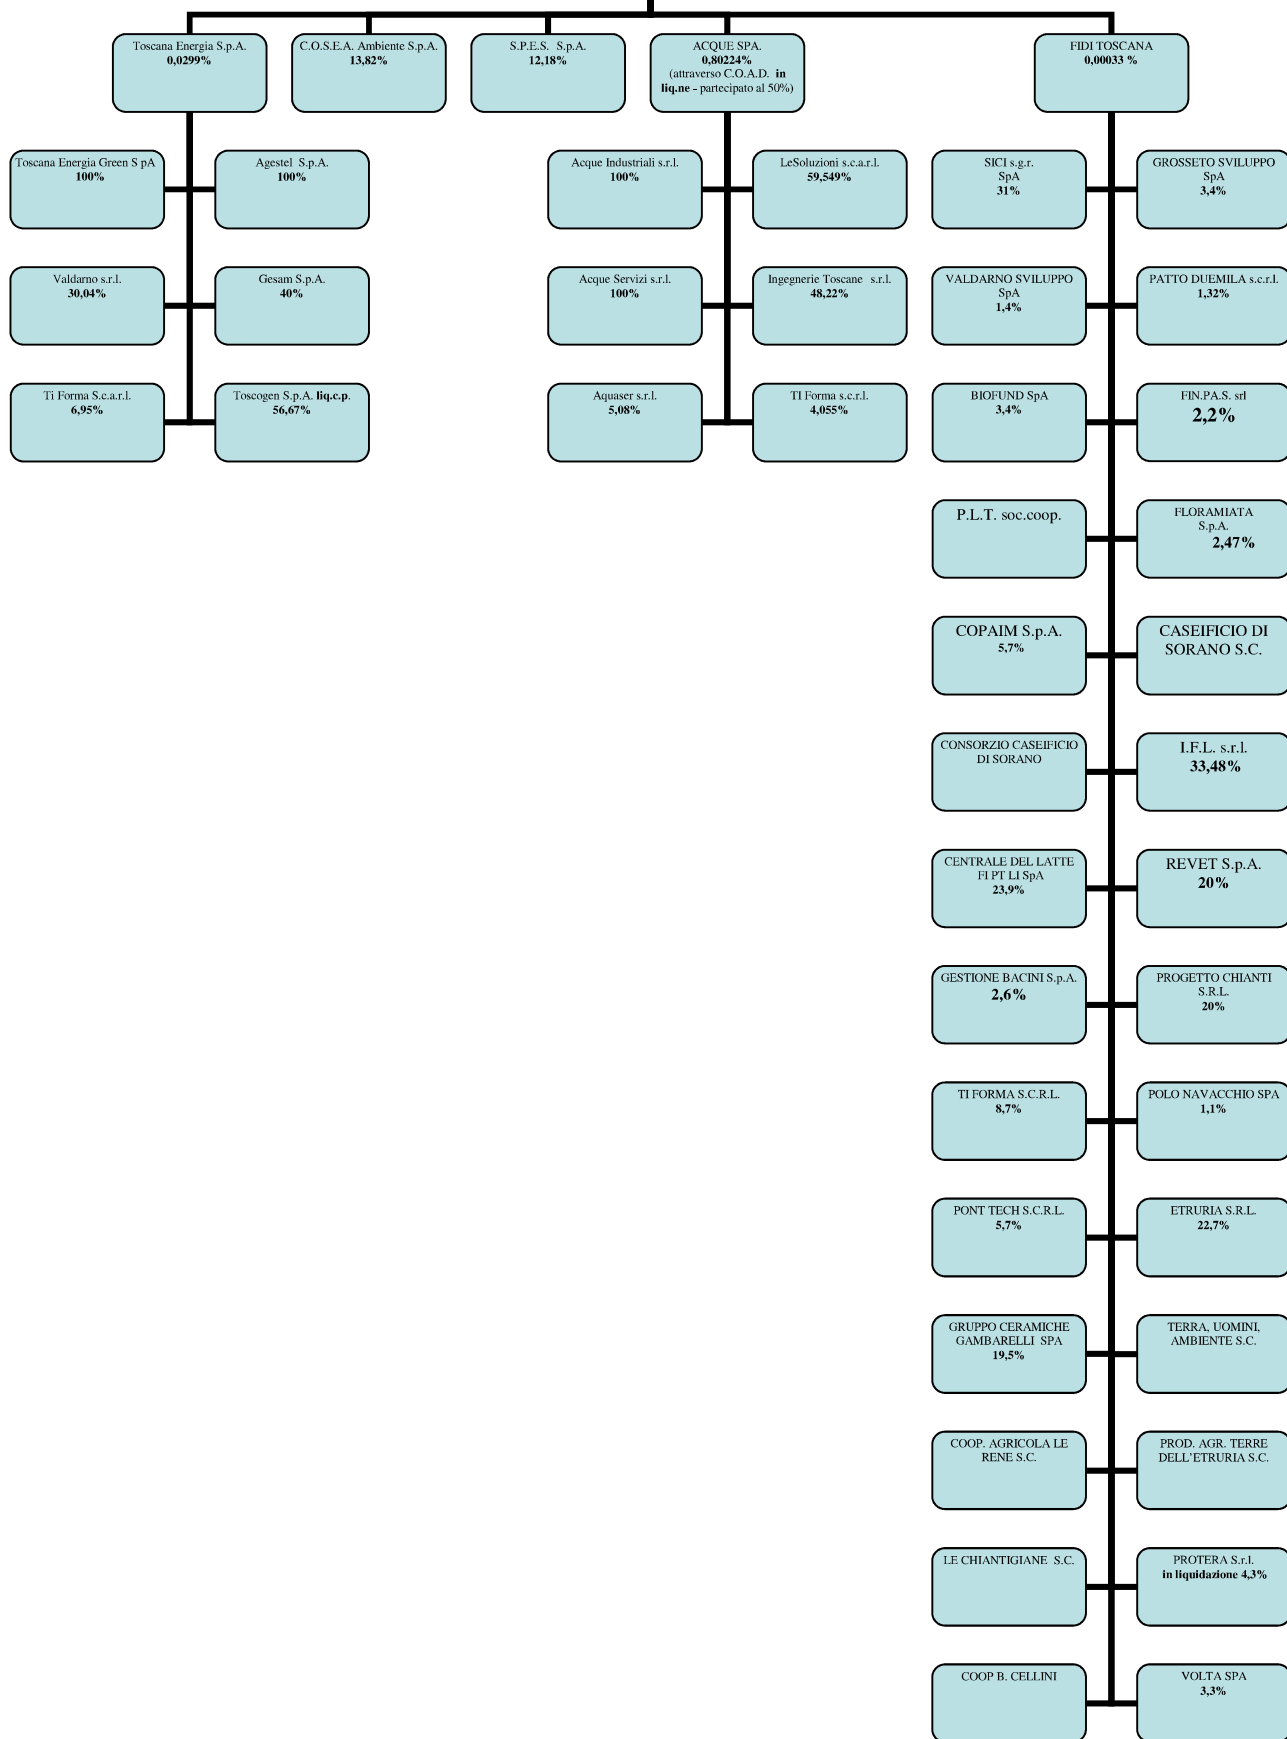 Toscana Energia S.p.A.
0,0299%
C.O.S.E.A. Ambiente S.p.A.
13,82%
S.P.E.S. S.p.A.
12,18%
ACQUE SPA.
0,80224%
(attraverso C.O.A.D. in
liq.ne - partecipato al 50%)
FIDI TOSCANA
0,00033 %
Toscana Energia Green S pA
100%
Agestel S.p.A.
100%
Acque Industriali s.r.l.
100%
LeSoluzioni s.c.a.r.l.
59,549%
SICI s.g.r.
SpA
31%
GROSSETO SVILUPPO
SpA
3,4%
Valdarno s.r.l.
30,04%
Gesam S.p.A.
40%
Acque Servizi s.r.l.
100%
Ingegnerie Toscane s.r.l.
48,22%
VALDARNO SVILUPPO
SpA
1,4%
PATTO DUEMILA s.c.r.l.
1,32%
Ti Forma S.c.a.r.l.
6,95%
Toscogen S.p.A. liq.c.p.
56,67%
Aquaser s.r.l.
5,08%
TI Forma s.c.r.l.
4,055%
BIOFUND SpA
3,4%
FIN.PA.S. srl
2,2%
P.L.T. soc.coop.
FLORAMIATA
S.p.A.
2,47%
COPAIM S.p.A.
5,7%
CASEIFICIO DI
SORANO S.C.
CONSORZIO CASEIFICIO
DI SORANO
I.F.L. s.r.l.
33,48%
CENTRALE DEL LATTE
FI PT LI SpA
23,9%
REVET S.p.A.
20%
GESTIONE BACINI S.p.A.
2,6%
PROGETTO CHIANTI
S.R.L.
20%
TI FORMA S.C.R.L.
8,7%
POLO NAVACCHIO SPA
1,1%
PONT TECH S.C.R.L.
5,7%
ETRURIA S.R.L.
22,7%
GRUPPO CERAMICHE
GAMBARELLI SPA
19,5%
TERRA, UOMINI,
AMBIENTE S.C.
COOP. AGRICOLA LE
RENE S.C.
PROD. AGR. TERRE
DELL'ETRURIA S.C.
LE CHIANTIGIANE S.C.
PROTERA S.r.l.
in liquidazione 4,3%
COOP B. CELLINI
VOLTA SPA
3,3%